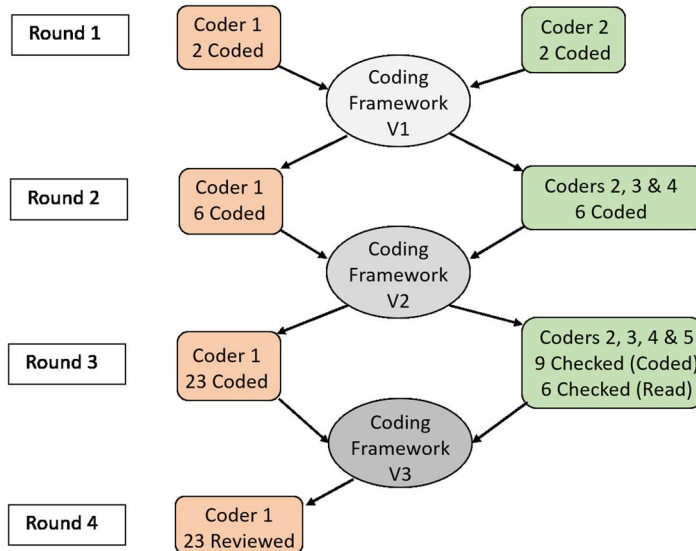 Round 1
Coder 1
2 Coded
Coder 2
2 Coded
Coding
Framework
V1
Round 2
Coder 1
6 Coded
Coders 2, 3 & 4
6 Coded
Coding
Framework
V2
Round 3
Coder 1
23 Coded
Coders 2, 3, 4 & 5
9 Checked (Coded)
6 Checked (Read)
Coding
Framework
V3
Round 4
Coder 1
23 Reviewed